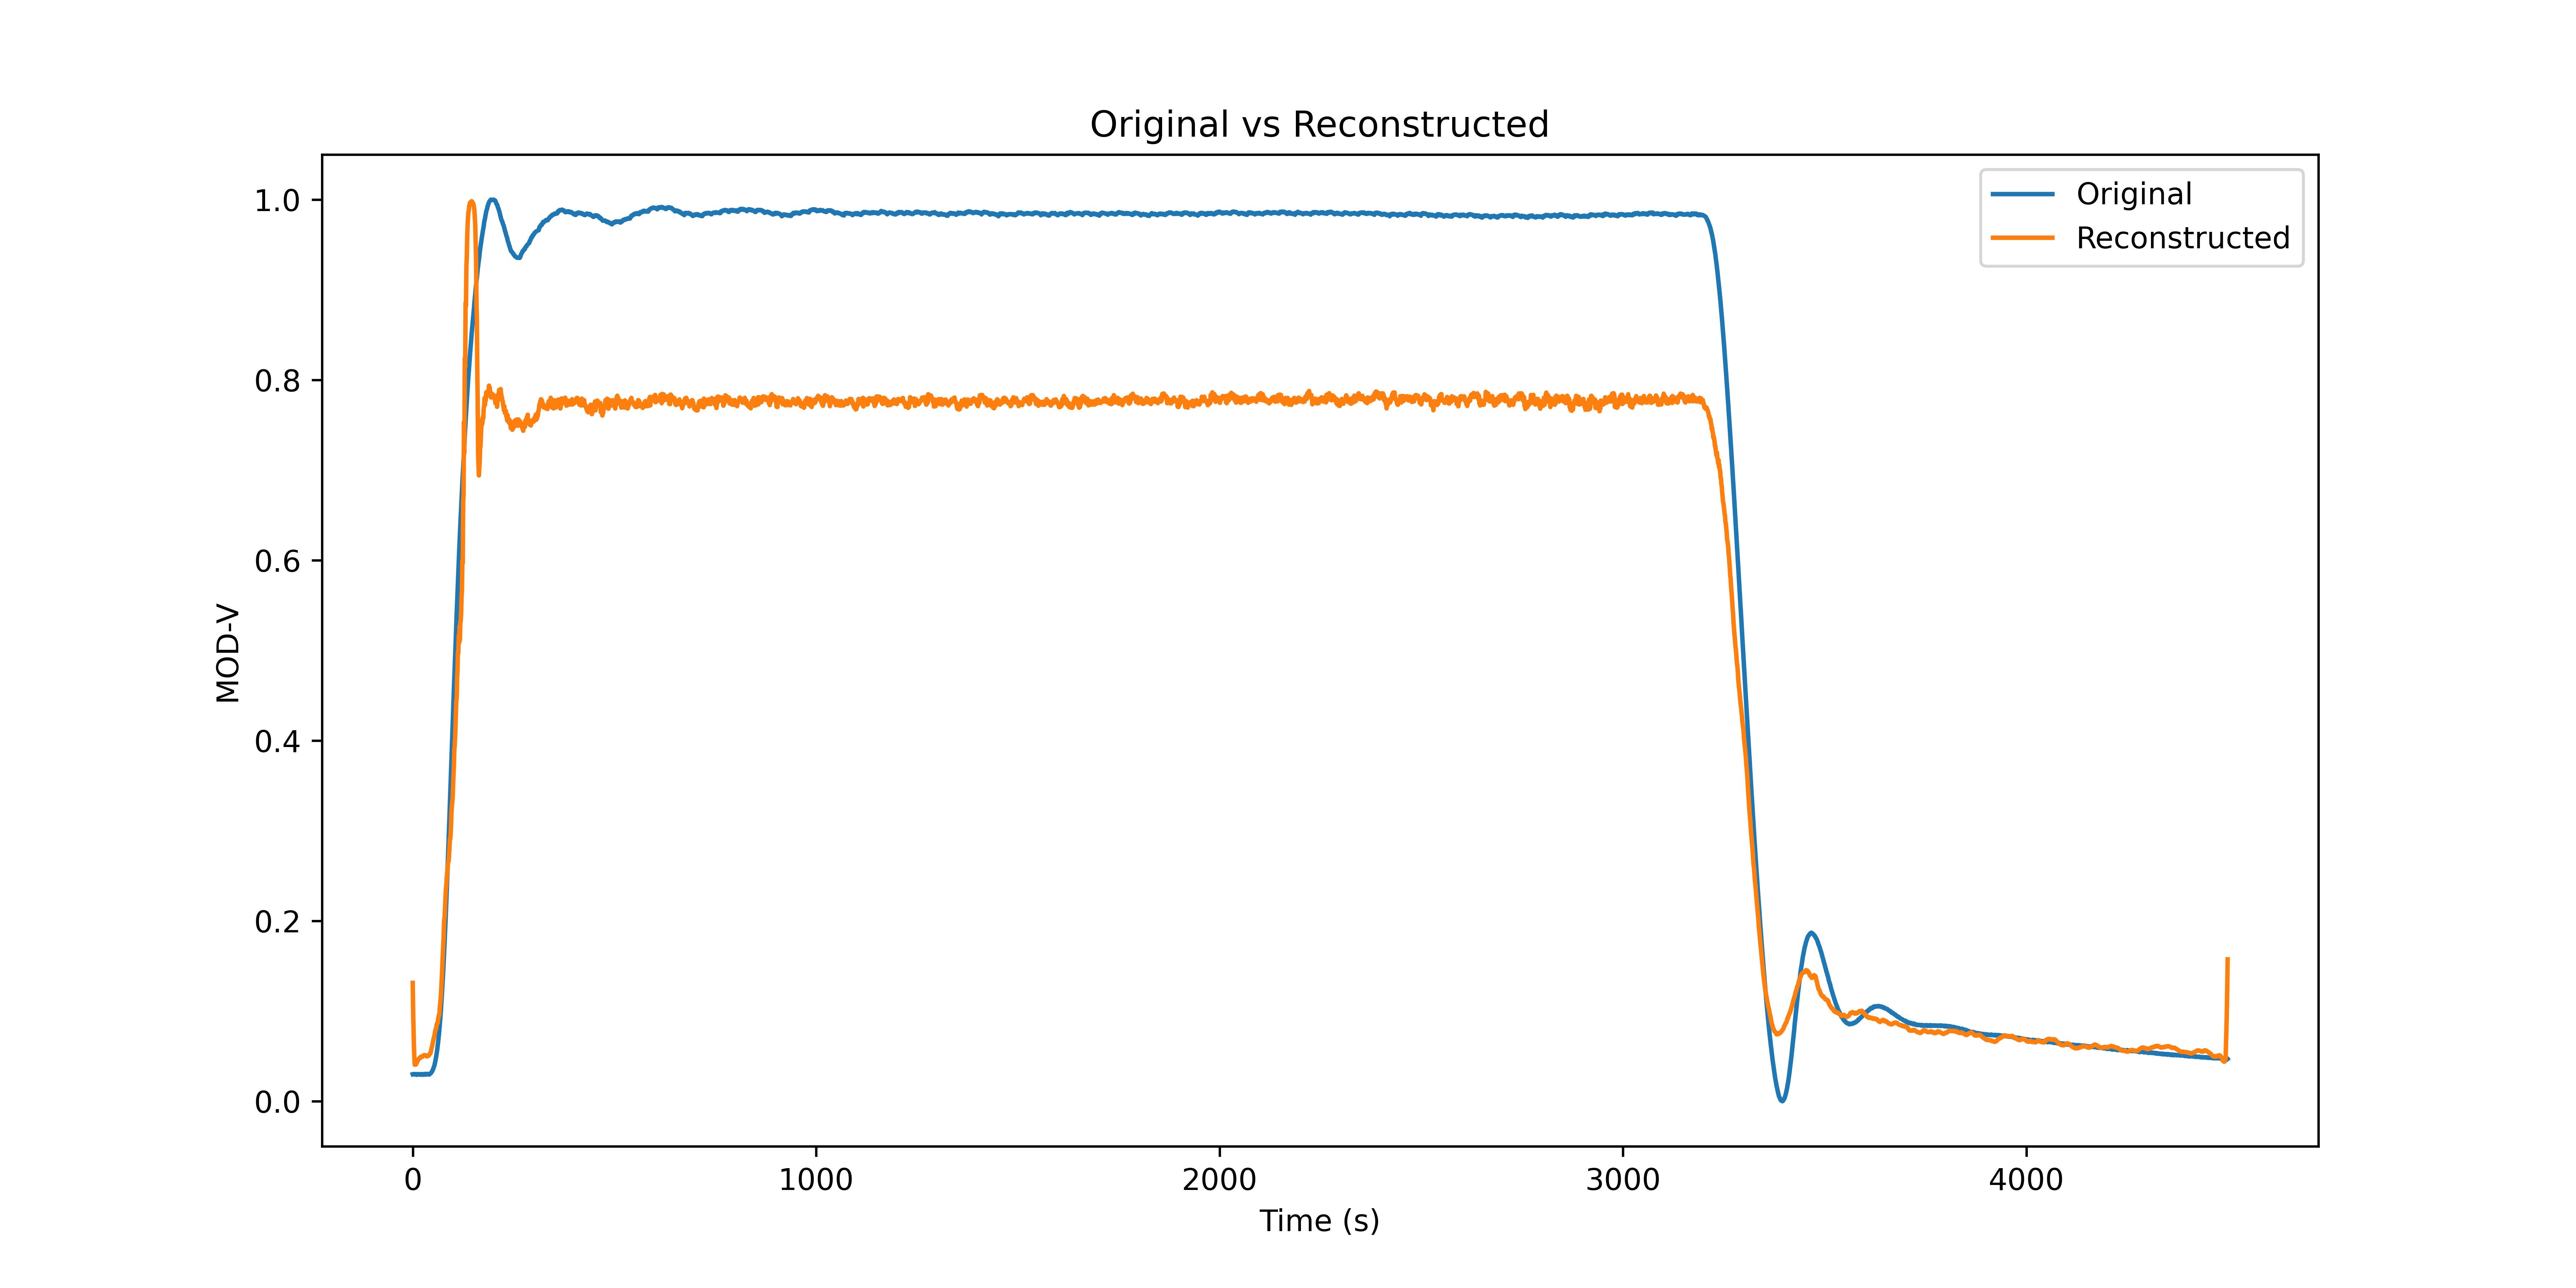 Original vs Reconstructed
Original
Reconstructed
MOD-V
1.0
0.8
0.6
0.4
0.2
0.0
0
1000
2000
3000
4000
Time (s)